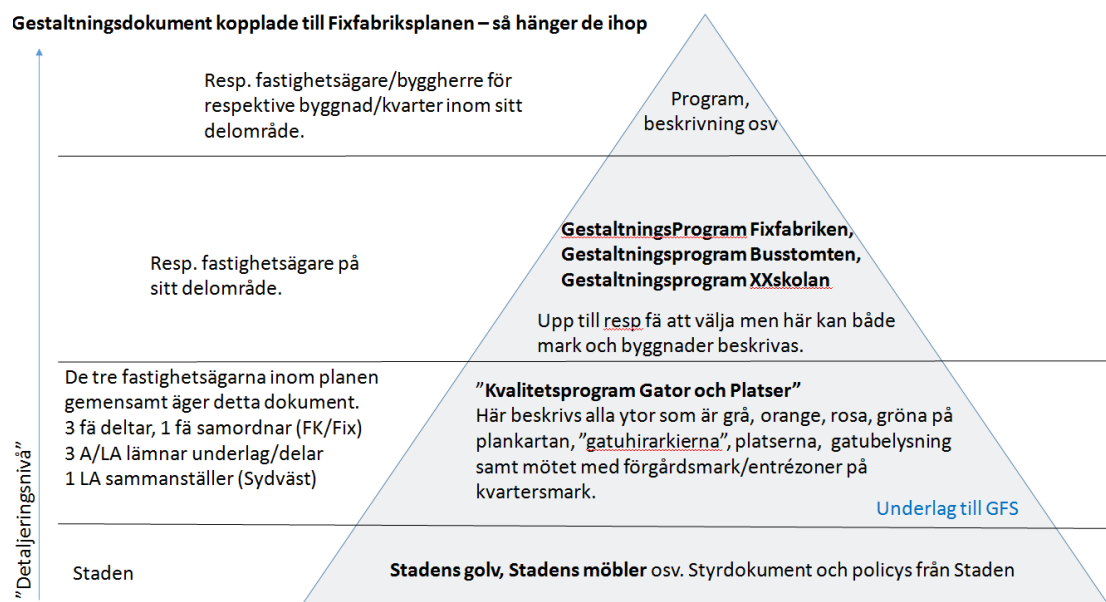 Gestaltningsdokument kopplade till Fixfabriksplanen – så hänger de ihop
Resp. fastighetsägare/byggherre för
respektive byggnad/kvarter inom sitt
delområde.
Program,
beskrivning osv
Resp. fastighetsägare på
sitt delområde.
GestaltningsProgram Fixfabriken,
Gestaltningsprogram Busstomten,
Gestaltningsprogram XXskolan
Upp till resp fä att välja men här kan både
mark och byggnader beskrivas.
De tre fastighetsägarna inom planen
gemensamt äger detta dokument.
3 fä deltar, 1 fä samordnar (FK/Fix)
3 A/LA lämnar underlag/delar
1 LA sammanställer (Sydväst)
”Kvalitetsprogram Gator och Platser”
Här beskrivs alla ytor som är grå, orange, rosa, gröna på
plankartan, ”gatuhirarkierna”, platserna, gatubelysning
samt mötet med förgårdsmark/entrézoner på
kvartersmark.
Underlag till GFS
Staden
Stadens golv, Stadens möbler osv. Styrdokument och policys från Staden
”Detaljeringsnivå”